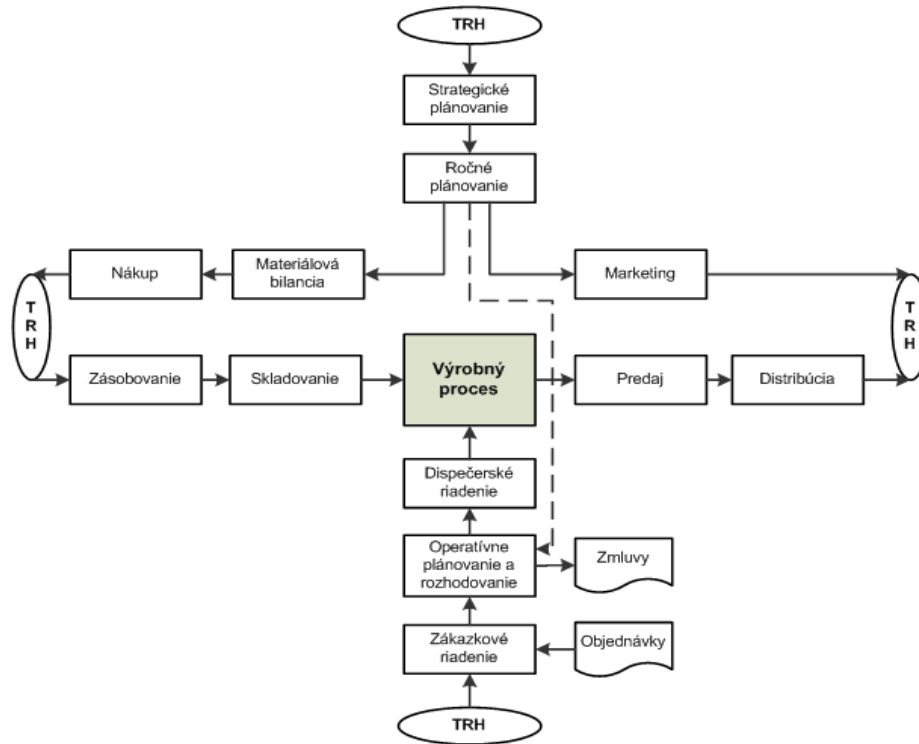 TRH
Strategické
plánovanie
Ročné
plánovanie
Nákup
Materiálová
bilancia
Marketing
T
R
H
T
R
H
Zásobovanie
Skladovanie
Výrobný
proces
Predaj
Distribúcia
Dispečerské
riadenie
Operatívne
plánovanie a
rozhodovanie
Zmluvy
Zákazkové
riadenie
Objednávky
TRH